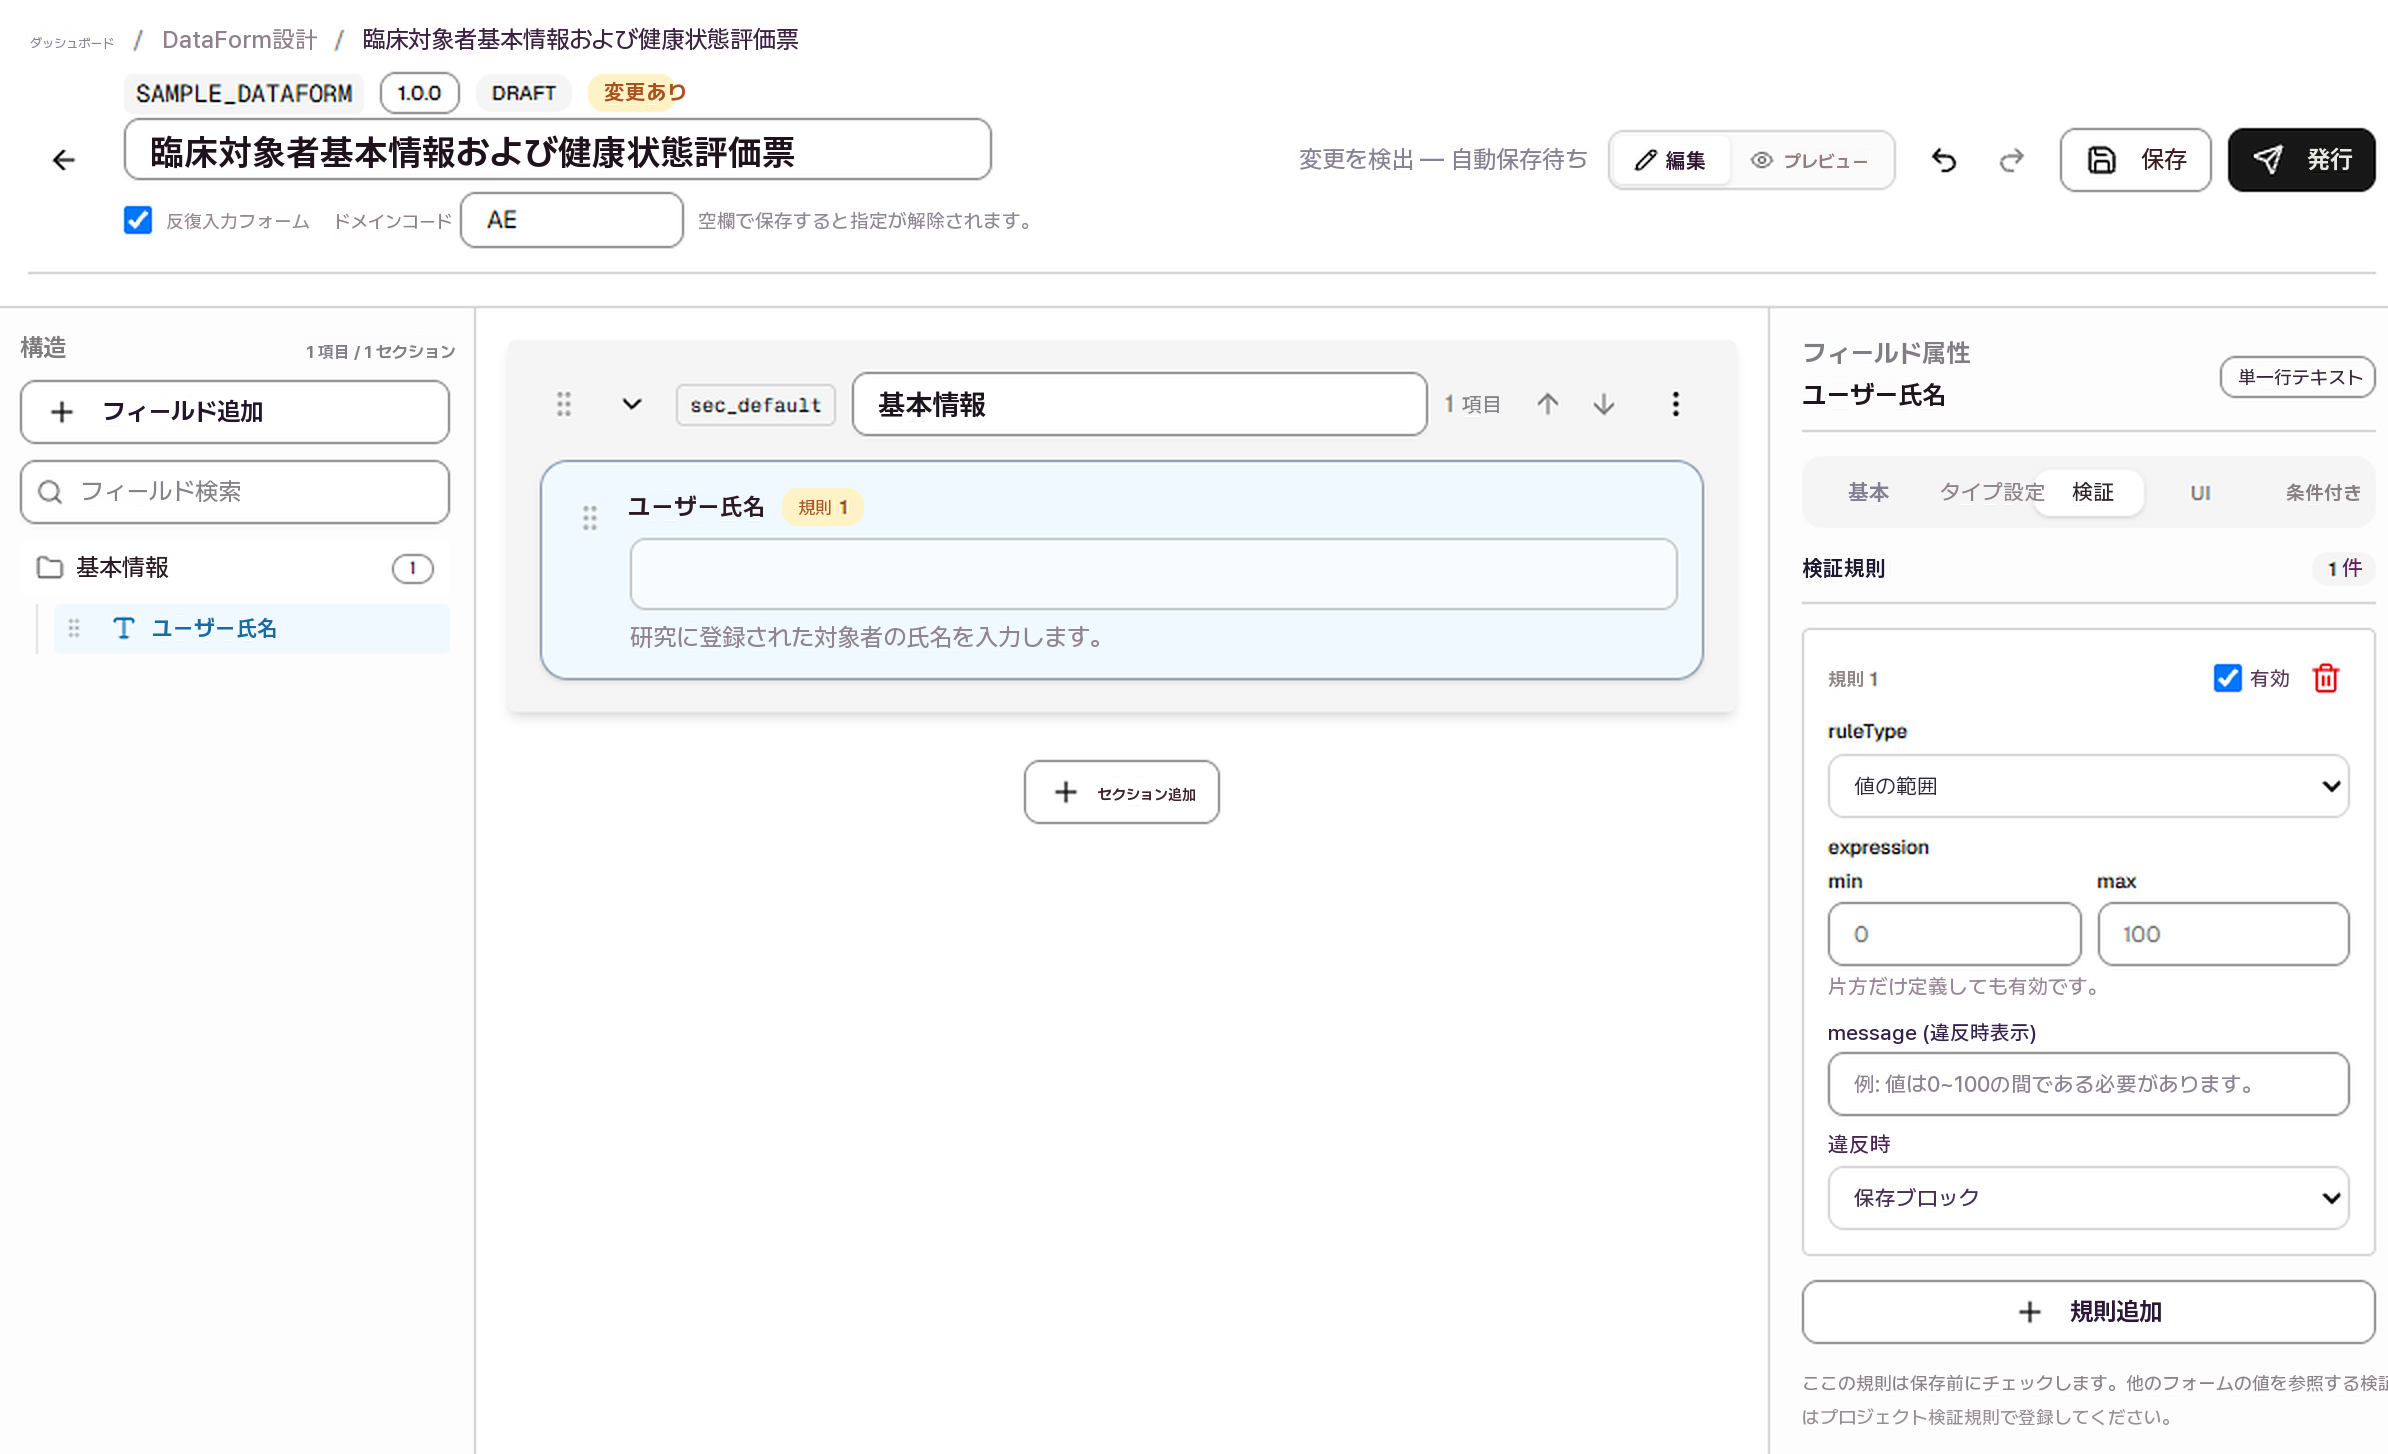 ダッシュボード / DataForm設計 / 臨床対象者基本情報および健康状態評価票
SAMPLE_DATAFORM 1.0.0 DRAFT 変更あり
臨床対象者基本情報および健康状態評価票
変更を検出 — 自動保存待ち 編集 プレビュー 保存 発行
反復入力フォーム ドメインコード AE 空欄で保存すると指定が解除されます。
構造 1 項目 / 1 セクション
フィールド追加
フィールド検索
基本情報 1
ユーザー氏名
sec_default 基本情報 1 項目
ユーザー氏名 規則 1
研究に登録された対象者の氏名を入力します。
セクション追加
フィールド属性
ユーザー氏名 単一行テキスト
基本 タイプ設定 検証 UI 条件付き
検証規則 1 件
規則 1 有効
ruleType
値の範囲
expression
min max
0 100
片方だけ定義しても有効です。
message (違反時表示)
例: 値は0~100の間である必要があります。
違反時
保存ブロック
規則追加
ここの規則は保存前にチェックします。他のフォームの値を参照する検証
はプロジェクト検証規則で登録してください。